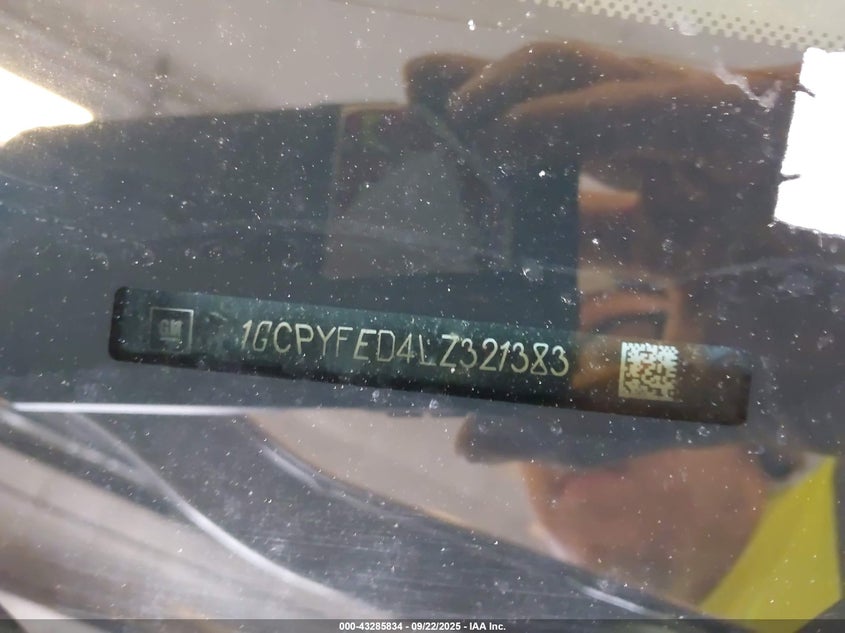 GM 1GCPYFED4LZ321383
000-43285834 - 09/22/2025 - IAA Inc.